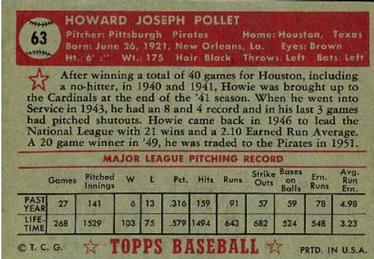 63
HOWARD JOSEPH POLLET
Pitcher: Pittsburgh Pirates Home: Houston, Texas
Born: June 26, 1921, New Orleans, La. Eyes: Brown
Ht.: 6' Wt.: 175 Hair: Black Throws: Left Bats: Left
After winning a total of 40 games for Houston, including
a no-hitter, in 1940 and 1941, Howie was brought up to
the Cardinals at the end of the '41 season. When he went into
Service in 1943, he had an 8 and 4 record and in his last 3 games
had pitched shutouts. Howie came back in 1946 to lead the
National League with 21 wins and a 2.10 Earned Run Average.
A 20 game winner in '49, he was traded to the Pirates in 1951.
MAJOR LEAGUE PITCHING RECORD
Games Pitched Innings W L Pct. Hits Runs Strike Outs Bases on Balls Ern. Runs Avg. Ern. Run
PAST YEAR 27 141 6 13 .316 159 91 57 59 78 4.98
LIFE-TIME 268 1529 103 75 .579 1494 643 682 524 548 3.23
© T. C. G. TOPPS BASEBALL PRTD. IN U.S.A.